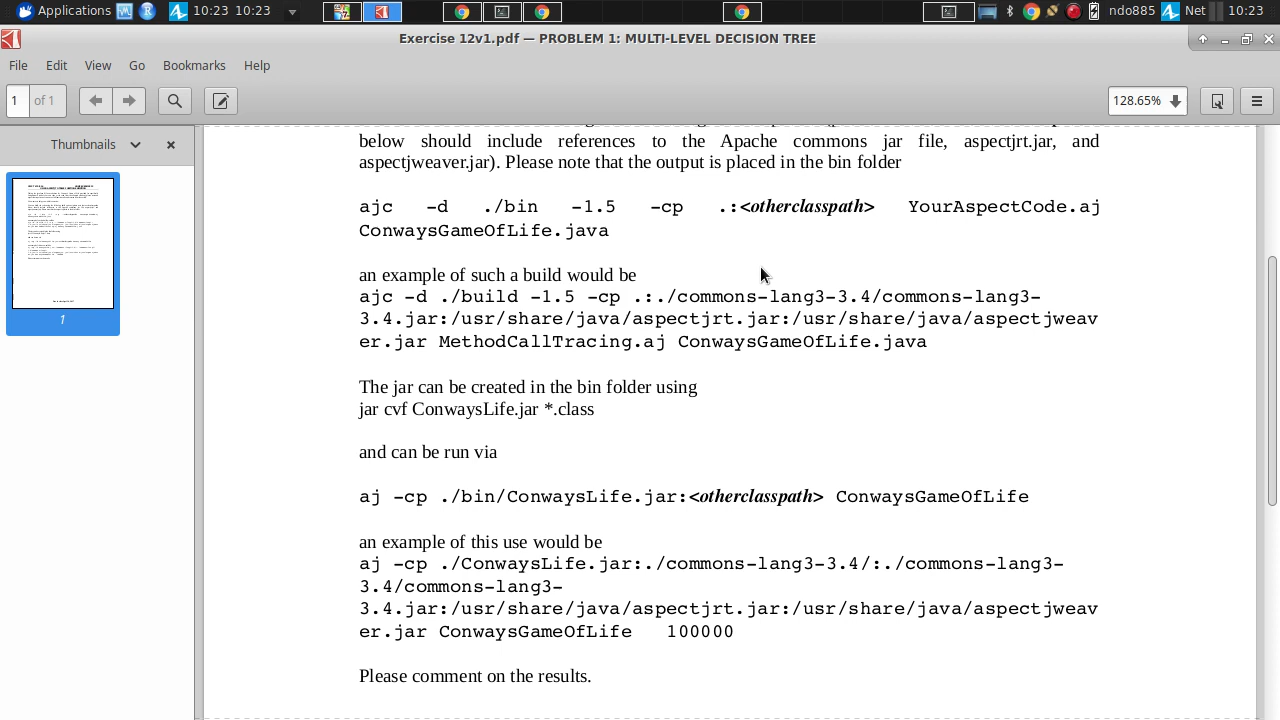 Applications 10:23 10:23 ndo885 Net 10:23
Exercise 12v1.pdf — PROBLEM 1: MULTI-LEVEL DECISION TREE
File Edit View Go Bookmarks Help
1 of 1 128.65%
Thumbnails
1
below should include references to the Apache commons jar file, aspectjrt.jar, and
aspectjweaver.jar). Please note that the output is placed in the bin folder
ajc -d ./bin -1.5 -cp .:<otherclasspath> YourAspectCode.aj
ConwaysGameOfLife.java
an example of such a build would be
ajc -d ./build -1.5 -cp .:./commons-lang3-3.4/commons-lang3-
3.4.jar:/usr/share/java/aspectjrt.jar:/usr/share/java/aspectjweav
er.jar MethodCallTracing.aj ConwaysGameOfLife.java
The jar can be created in the bin folder using
jar cvf ConwaysLife.jar *.class
and can be run via
aj -cp ./bin/ConwaysLife.jar:<otherclasspath> ConwaysGameOfLife
an example of this use would be
aj -cp ./ConwaysLife.jar:./commons-lang3-3.4/:./commons-lang3-
3.4/commons-lang3-
3.4.jar:/usr/share/java/aspectjrt.jar:/usr/share/java/aspectjweav
er.jar ConwaysGameOfLife 100000
Please comment on the results.